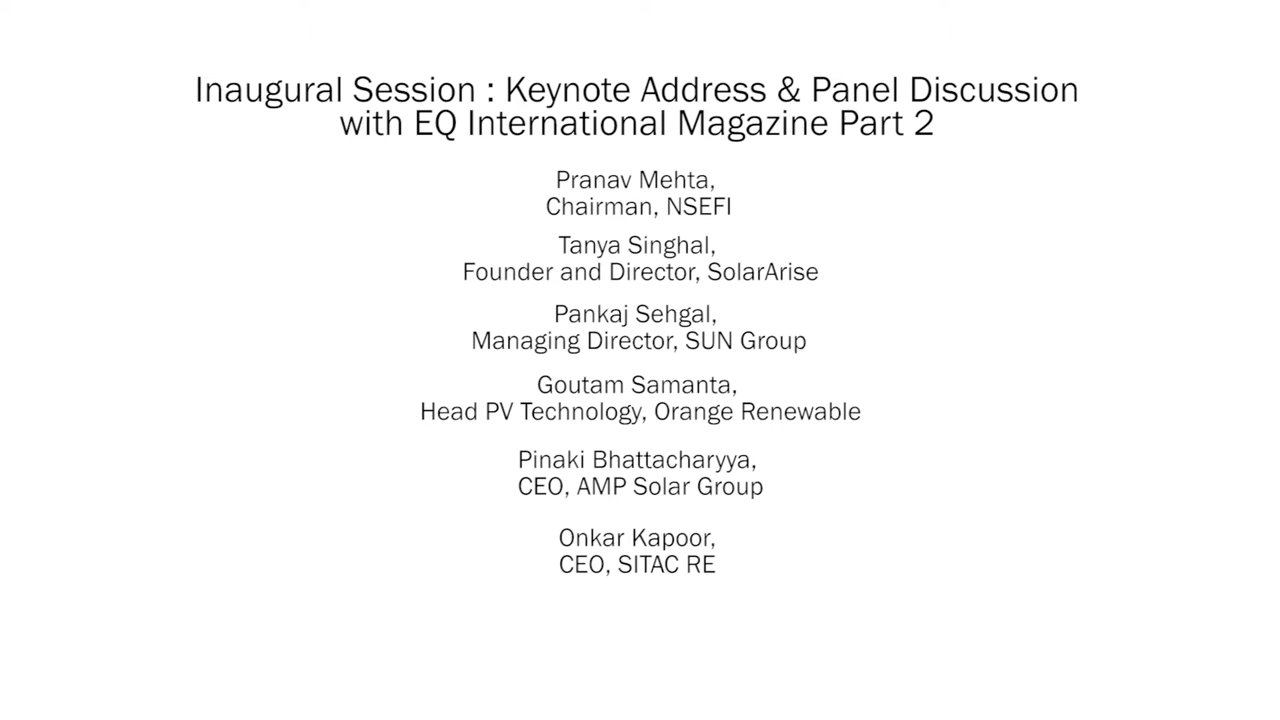 Inaugural Session : Keynote Address & Panel Discussion
with EQ International Magazine Part 2
Pranav Mehta,
Chairman, NSEFI
Tanya Singhal,
Founder and Director, SolarArise
Pankaj Sehgal,
Managing Director, SUN Group
Goutam Samanta,
Head PV Technology, Orange Renewable
Pinaki Bhattacharyya,
CEO, AMP Solar Group
Onkar Kapoor,
CEO, SITAC RE